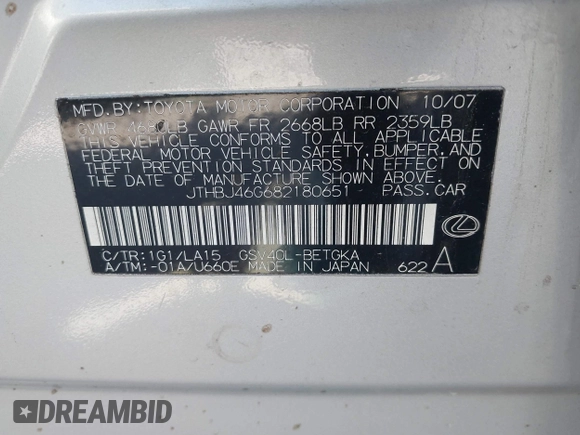 MFD. BY: TOYOTA MOTOR CORPORATION 10/07
GVWR LB GAWR FR 2668LB RR 2359LB
THIS VEHICLE CONFORMS TO ALL APPLICABLE
FEDERAL MOTOR VEHICLE SAFETY, BUMPER, AND
THEFT PREVENTION STANDARDS IN EFFECT ON
THE DATE OF MANUFACTURE SHOWN ABOVE.
JTHBJ46G682180651 PASS. CAR
C/TR: 1G1/LA15 GSV40L-BETGKA
A/TM: -01A/U660E MADE IN JAPAN 622 A
DREAMBID